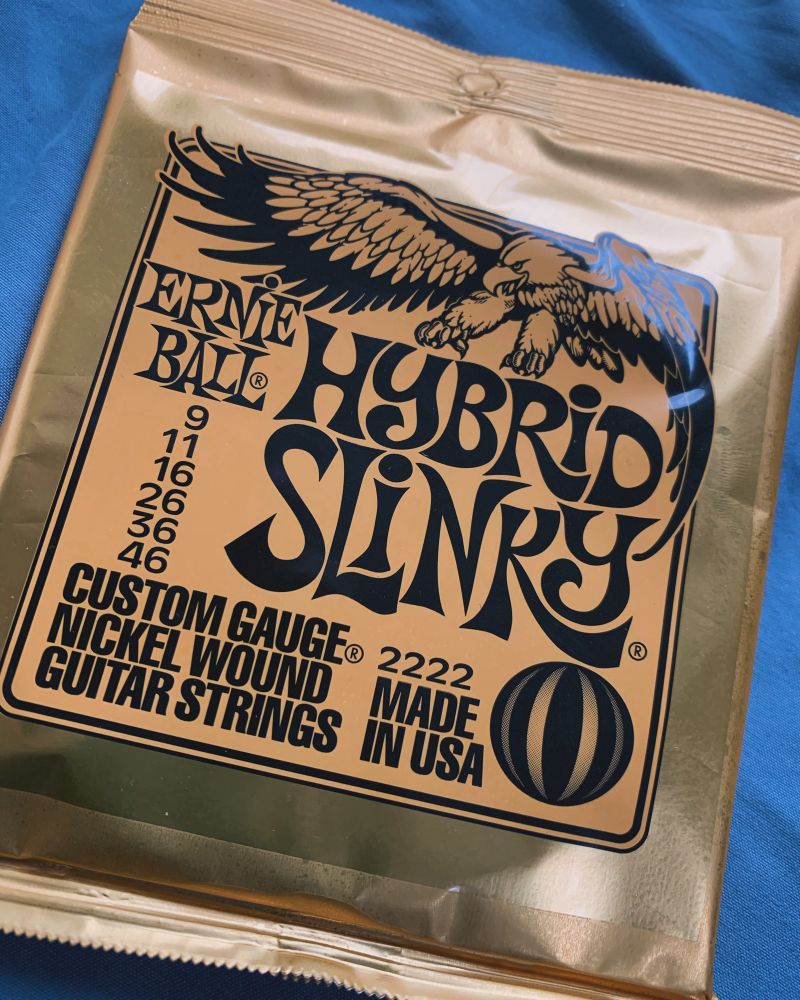 ERNiE
BALL®
HYBRiD
SLiNKY®
9
11
16
26
36
46
CUSTOM GAUGE®
NICKEL WOUND
GUITAR STRINGS
2222
MADE
IN USA